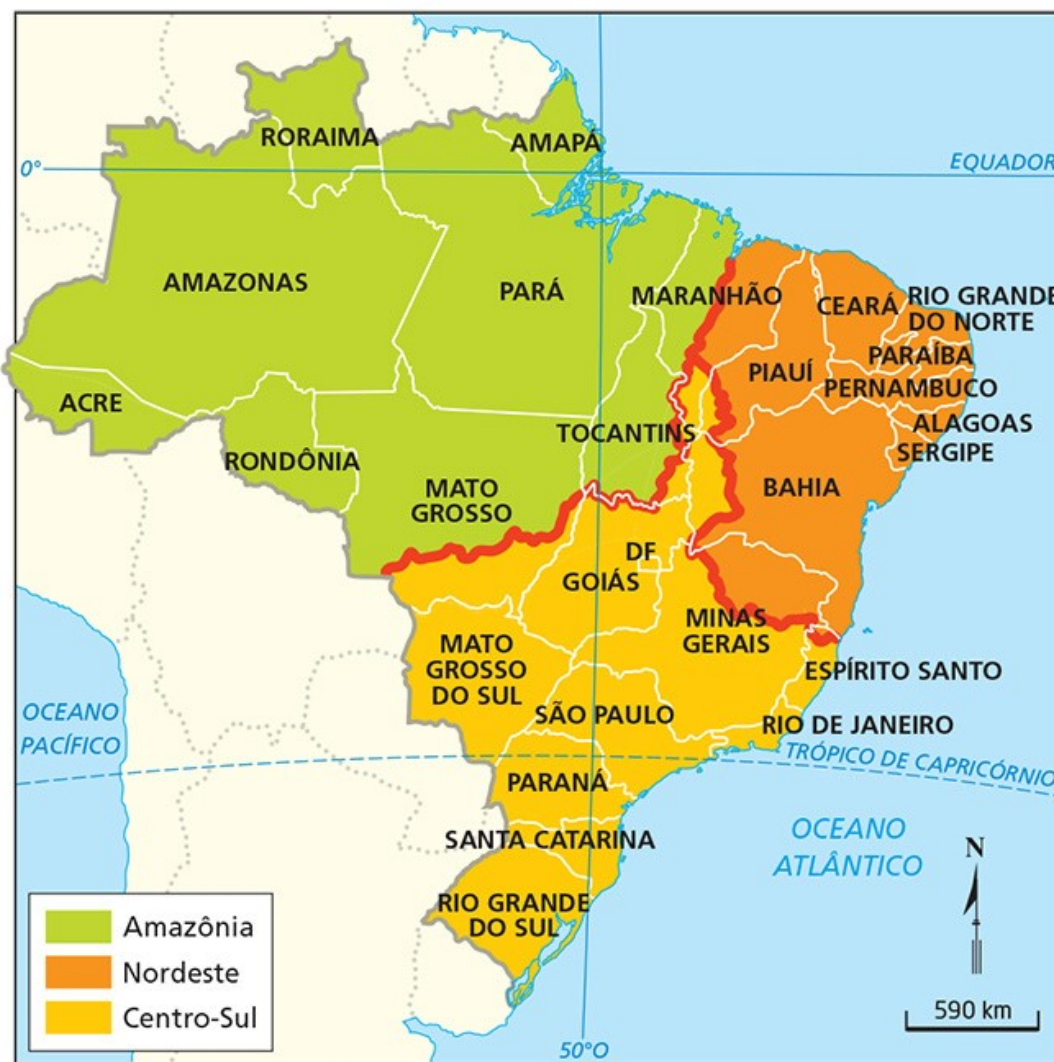 RORAIMA
AMAPÁ
0°
EQUADOR
AMAZONAS
PARÁ
MARANHÃO
CEARÁ
RIO GRANDE
DO NORTE
PARAÍBA
PIAUÍ
PERNAMBUCO
ACRE
ALAGOAS
TOCANTINS
SERGIPE
RONDÔNIA
MATO
GROSSO
BAHIA
DF
GOIÁS
MINAS
GERAIS
MATO
GROSSO
DO SUL
ESPÍRITO SANTO
OCEANO
PACÍFICO
SÃO PAULO
RIO DE JANEIRO
TRÓPICO DE CAPRICÓRNIO
PARANÁ
OCEANO
ATLÂNTICO
SANTA CATARINA
N
RIO GRANDE
DO SUL
Amazônia
Nordeste
Centro-Sul
590 km
50°O